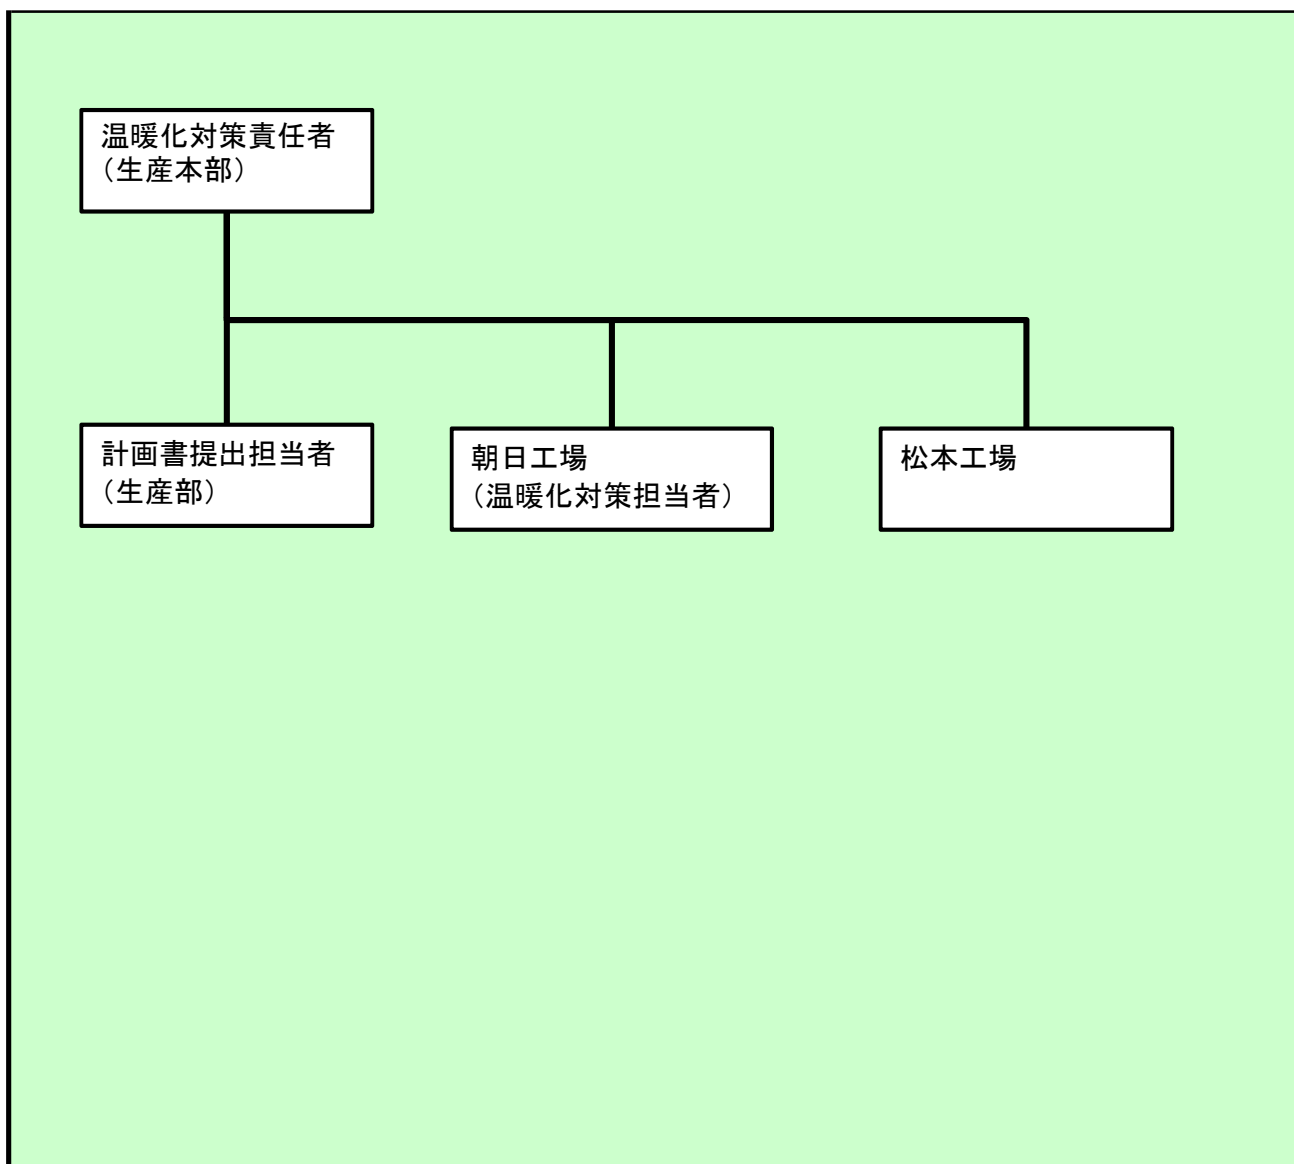 温暖化対策責任者
（生産本部）
計画書提出担当者
（生産部）
朝日工場
（温暖化対策担当者）
松本工場